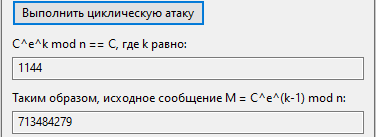 Выполнить циклическую атаку
C^e^k mod n == C, где k равно:
1144
Таким образом, исходное сообщение M = C^e^(k-1) mod n:
713484279